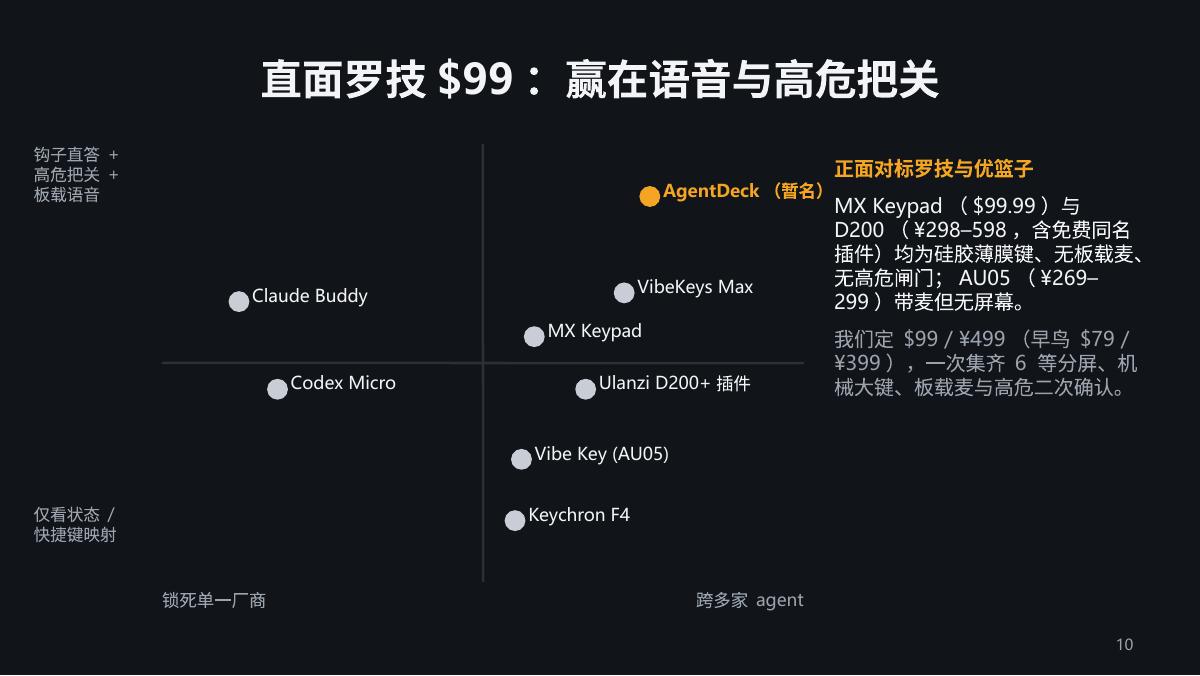 直面罗技 $99：赢在语音与高危把关
钩子直答 +
高危把关 +
板载语音
AgentDeck （暂名）
Claude Buddy
VibeKeys Max
MX Keypad
Codex Micro
Ulanzi D200+ 插件
Vibe Key (AU05)
Keychron F4
仅看状态 /
快捷键映射
锁死单一厂商
跨多家 agent
正面对标罗技与优篮子
MX Keypad （ $99.99 ）与
D200 （ ¥298–598 ，含免费同名
插件）均为硅胶薄膜键、无板载麦、
无高危闸门； AU05 （ ¥269–
299 ）带麦但无屏幕。
我们定 $99 / ¥499 （早鸟 $79 /
¥399 ），一次集齐 6 等分屏、机
械大键、板载麦与高危二次确认。
10